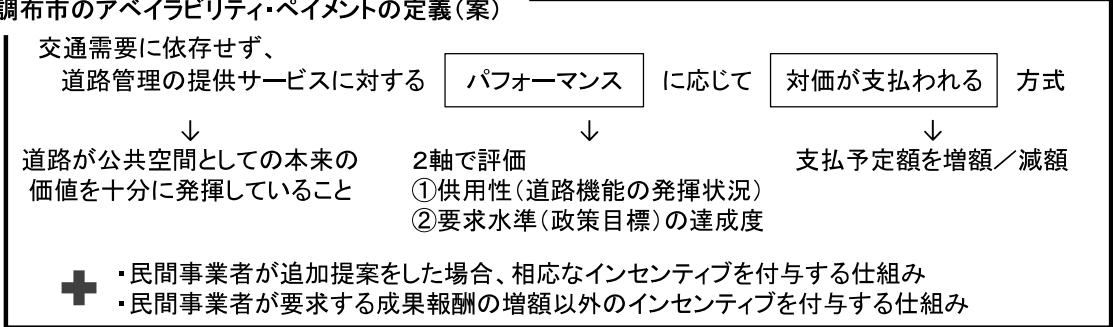 調布市のアベイラビリティ・ペイメントの定義(案)
交通需要に依存せず、
道路管理の提供サービスに対する パフォーマンス に応じて 対価が支払われる 方式
↓ ↓ ↓
道路が公共空間としての本来の
価値を十分に発揮していること
2軸で評価
①供用性(道路機能の発揮状況)
②要求水準(政策目標)の達成度
支払予定額を増額/減額
・民間事業者が追加提案をした場合、相応なインセンティブを付与する仕組み
・民間事業者が要求する成果報酬の増額以外のインセンティブを付与する仕組み